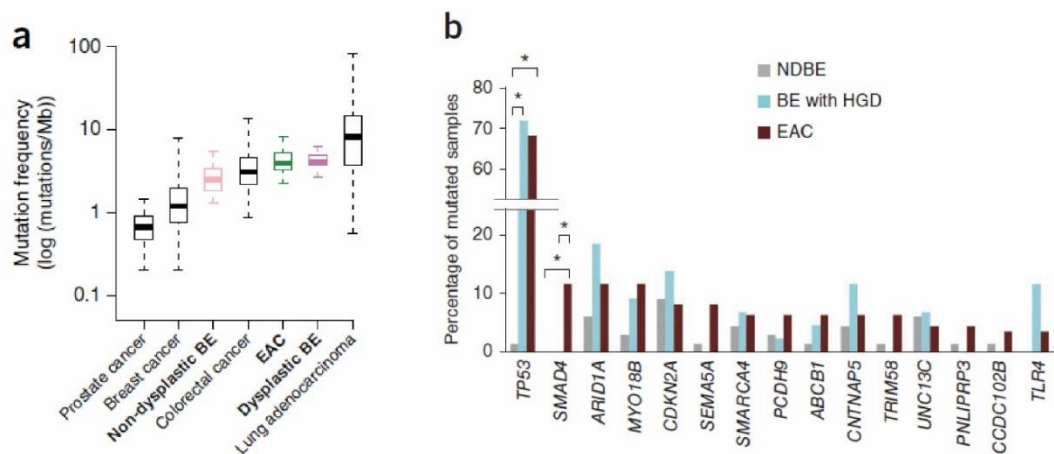 a
Mutation frequency
(log (mutations/Mb))
100
10
1
0.1
Prostate cancer
Breast cancer
Non-dysplastic BE
Colorectal cancer
EAC
Dysplastic BE
Lung adenocarcinoma
b
Percentage of mutated samples
80
70
60
20
10
0
*
*
*
*
NDBE
BE with HGD
EAC
TP53
SMAD4
ARID1A
MYO18B
CDKN2A
SEMA5A
SMARCA4
PCDH9
ABCB1
CNTNAP5
TRIM58
UNC13C
PNLIPRP3
CCDC102B
TLR4